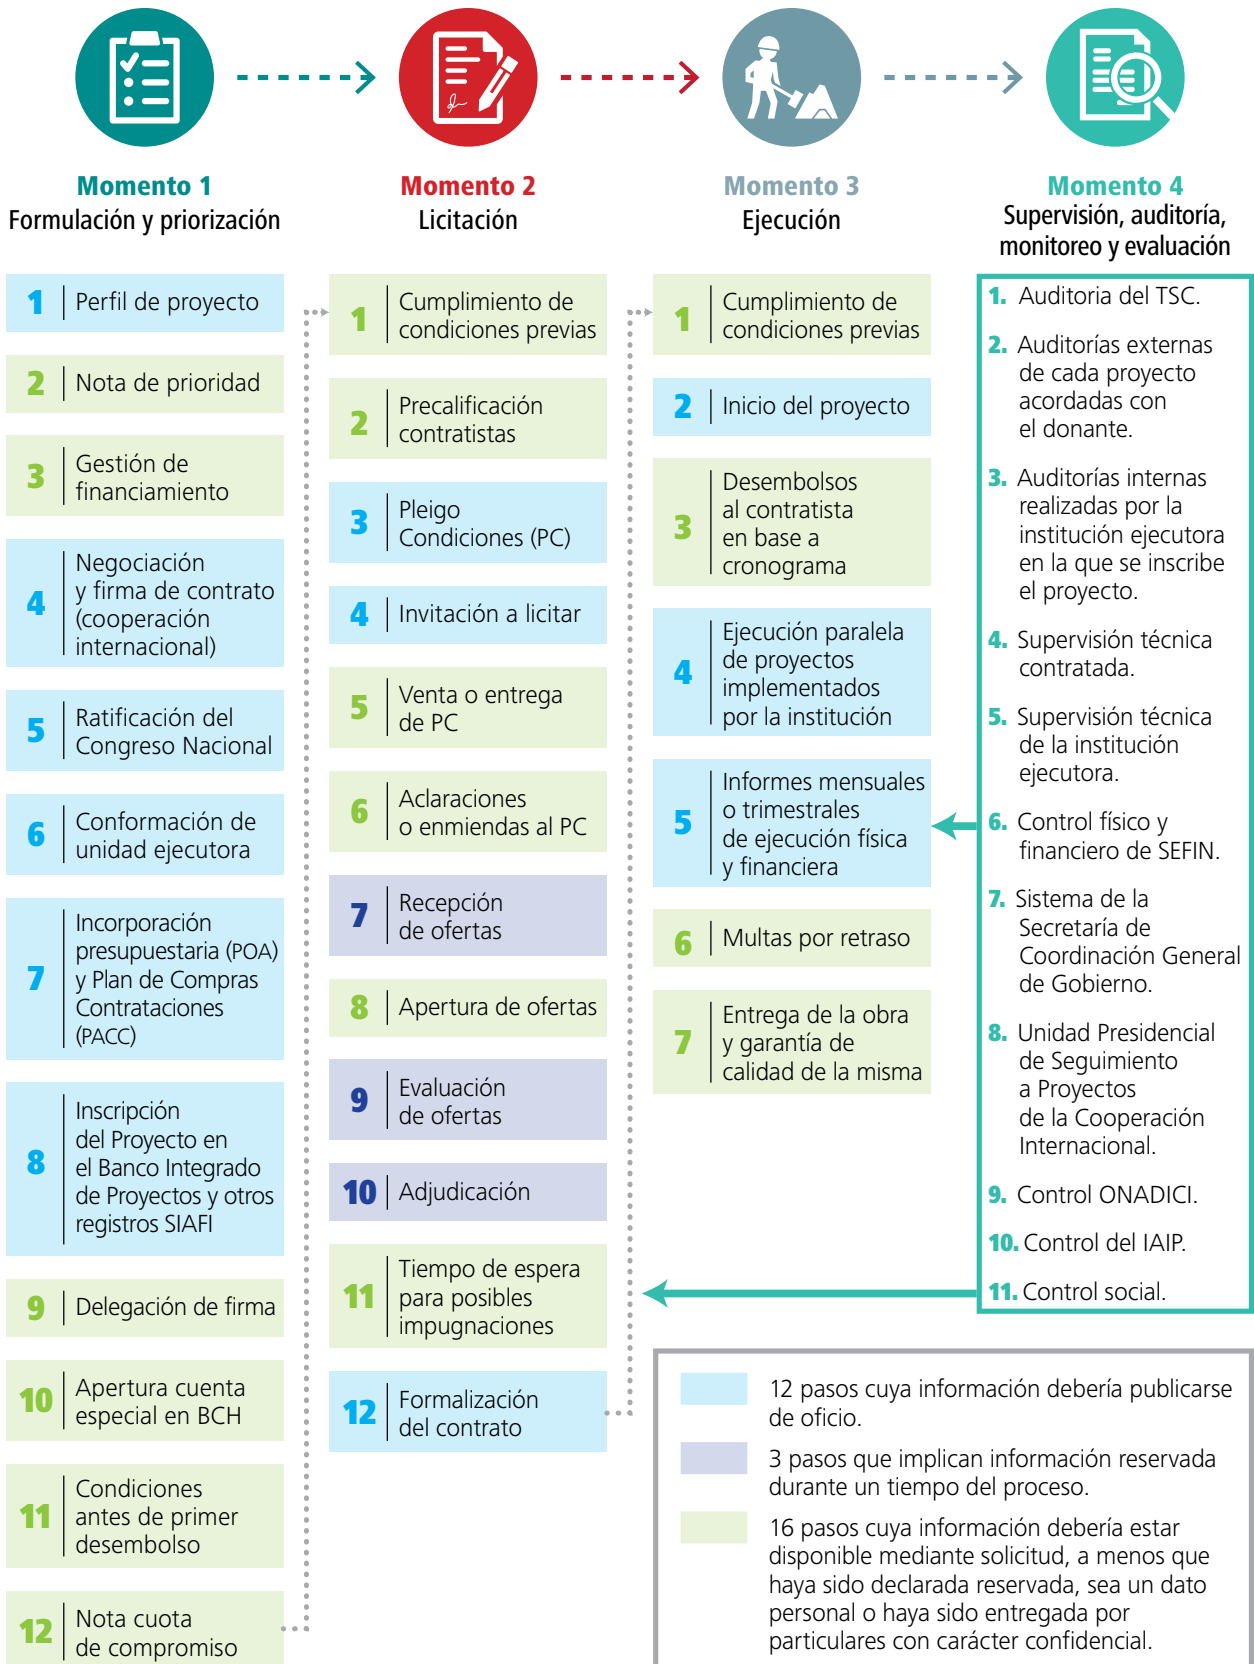 Momento 1
Formulación y priorización
1
Perfil de proyecto
2
Nota de prioridad
3
Gestión de
financiamiento
4
Negociación
y firma de contrato
(cooperación
internacional)
5
Ratificación del
Congreso Nacional
6
Conformación de
unidad ejecutora
7
Incorporación
presupuestaria (POA)
y Plan de Compras
Contrataciones
(PACC)
8
Inscripción
del Proyecto en
el Banco Integrado
de Proyectos y otros
registros SIAFI
9
Delegación de firma
10
Apertura cuenta
especial en BCH
11
Condiciones
antes de primer
desembolso
12
Nota cuota
de compromiso
Momento 2
Licitación
1
Cumplimiento de
condiciones previas
2
Precalificación
contratistas
3
Pleigo
Condiciones (PC)
4
Invitación a licitar
5
Venta o entrega
de PC
6
Aclaraciones
o enmiendas al PC
7
Recepción
de ofertas
8
Apertura de ofertas
9
Evaluación
de ofertas
10
Adjudicación
11
Tiempo de espera
para posibles
impugnaciones
12
Formalización
del contrato
Momento 3
Ejecución
1
Cumplimiento de
condiciones previas
2
Inicio del proyecto
3
Desembolsos
al contratista
en base a
cronograma
4
Ejecución paralela
de proyectos
implementados
por la institución
5
Informes mensuales
o trimestrales
de ejecución física
y financiera
6
Multas por retraso
7
Entrega de la obra
y garantía de
calidad de la misma
Momento 4
Supervisión, auditoría,
monitoreo y evaluación
1. Auditoria del TSC.
2. Auditorías externas
de cada proyecto
acordadas con
el donante.
3. Auditorías internas
realizadas por la
institución ejecutora
en la que se inscribe
el proyecto.
4. Supervisión técnica
contratada.
5. Supervisión técnica
de la institución
ejecutora.
6. Control físico y
financiero de SEFIN.
7. Sistema de la
Secretaría de
Coordinación General
de Gobierno.
8. Unidad Presidencial
de Seguimiento
a Proyectos
de la Cooperación
Internacional.
9. Control ONADICI.
10. Control del IAIP.
11. Control social.
12 pasos cuya información debería publicarse
de oficio.
3 pasos que implican información reservada
durante un tiempo del proceso.
16 pasos cuya información debería estar
disponible mediante solicitud, a menos que
haya sido declarada reservada, sea un dato
personal o haya sido entregada por
particulares con carácter confidencial.